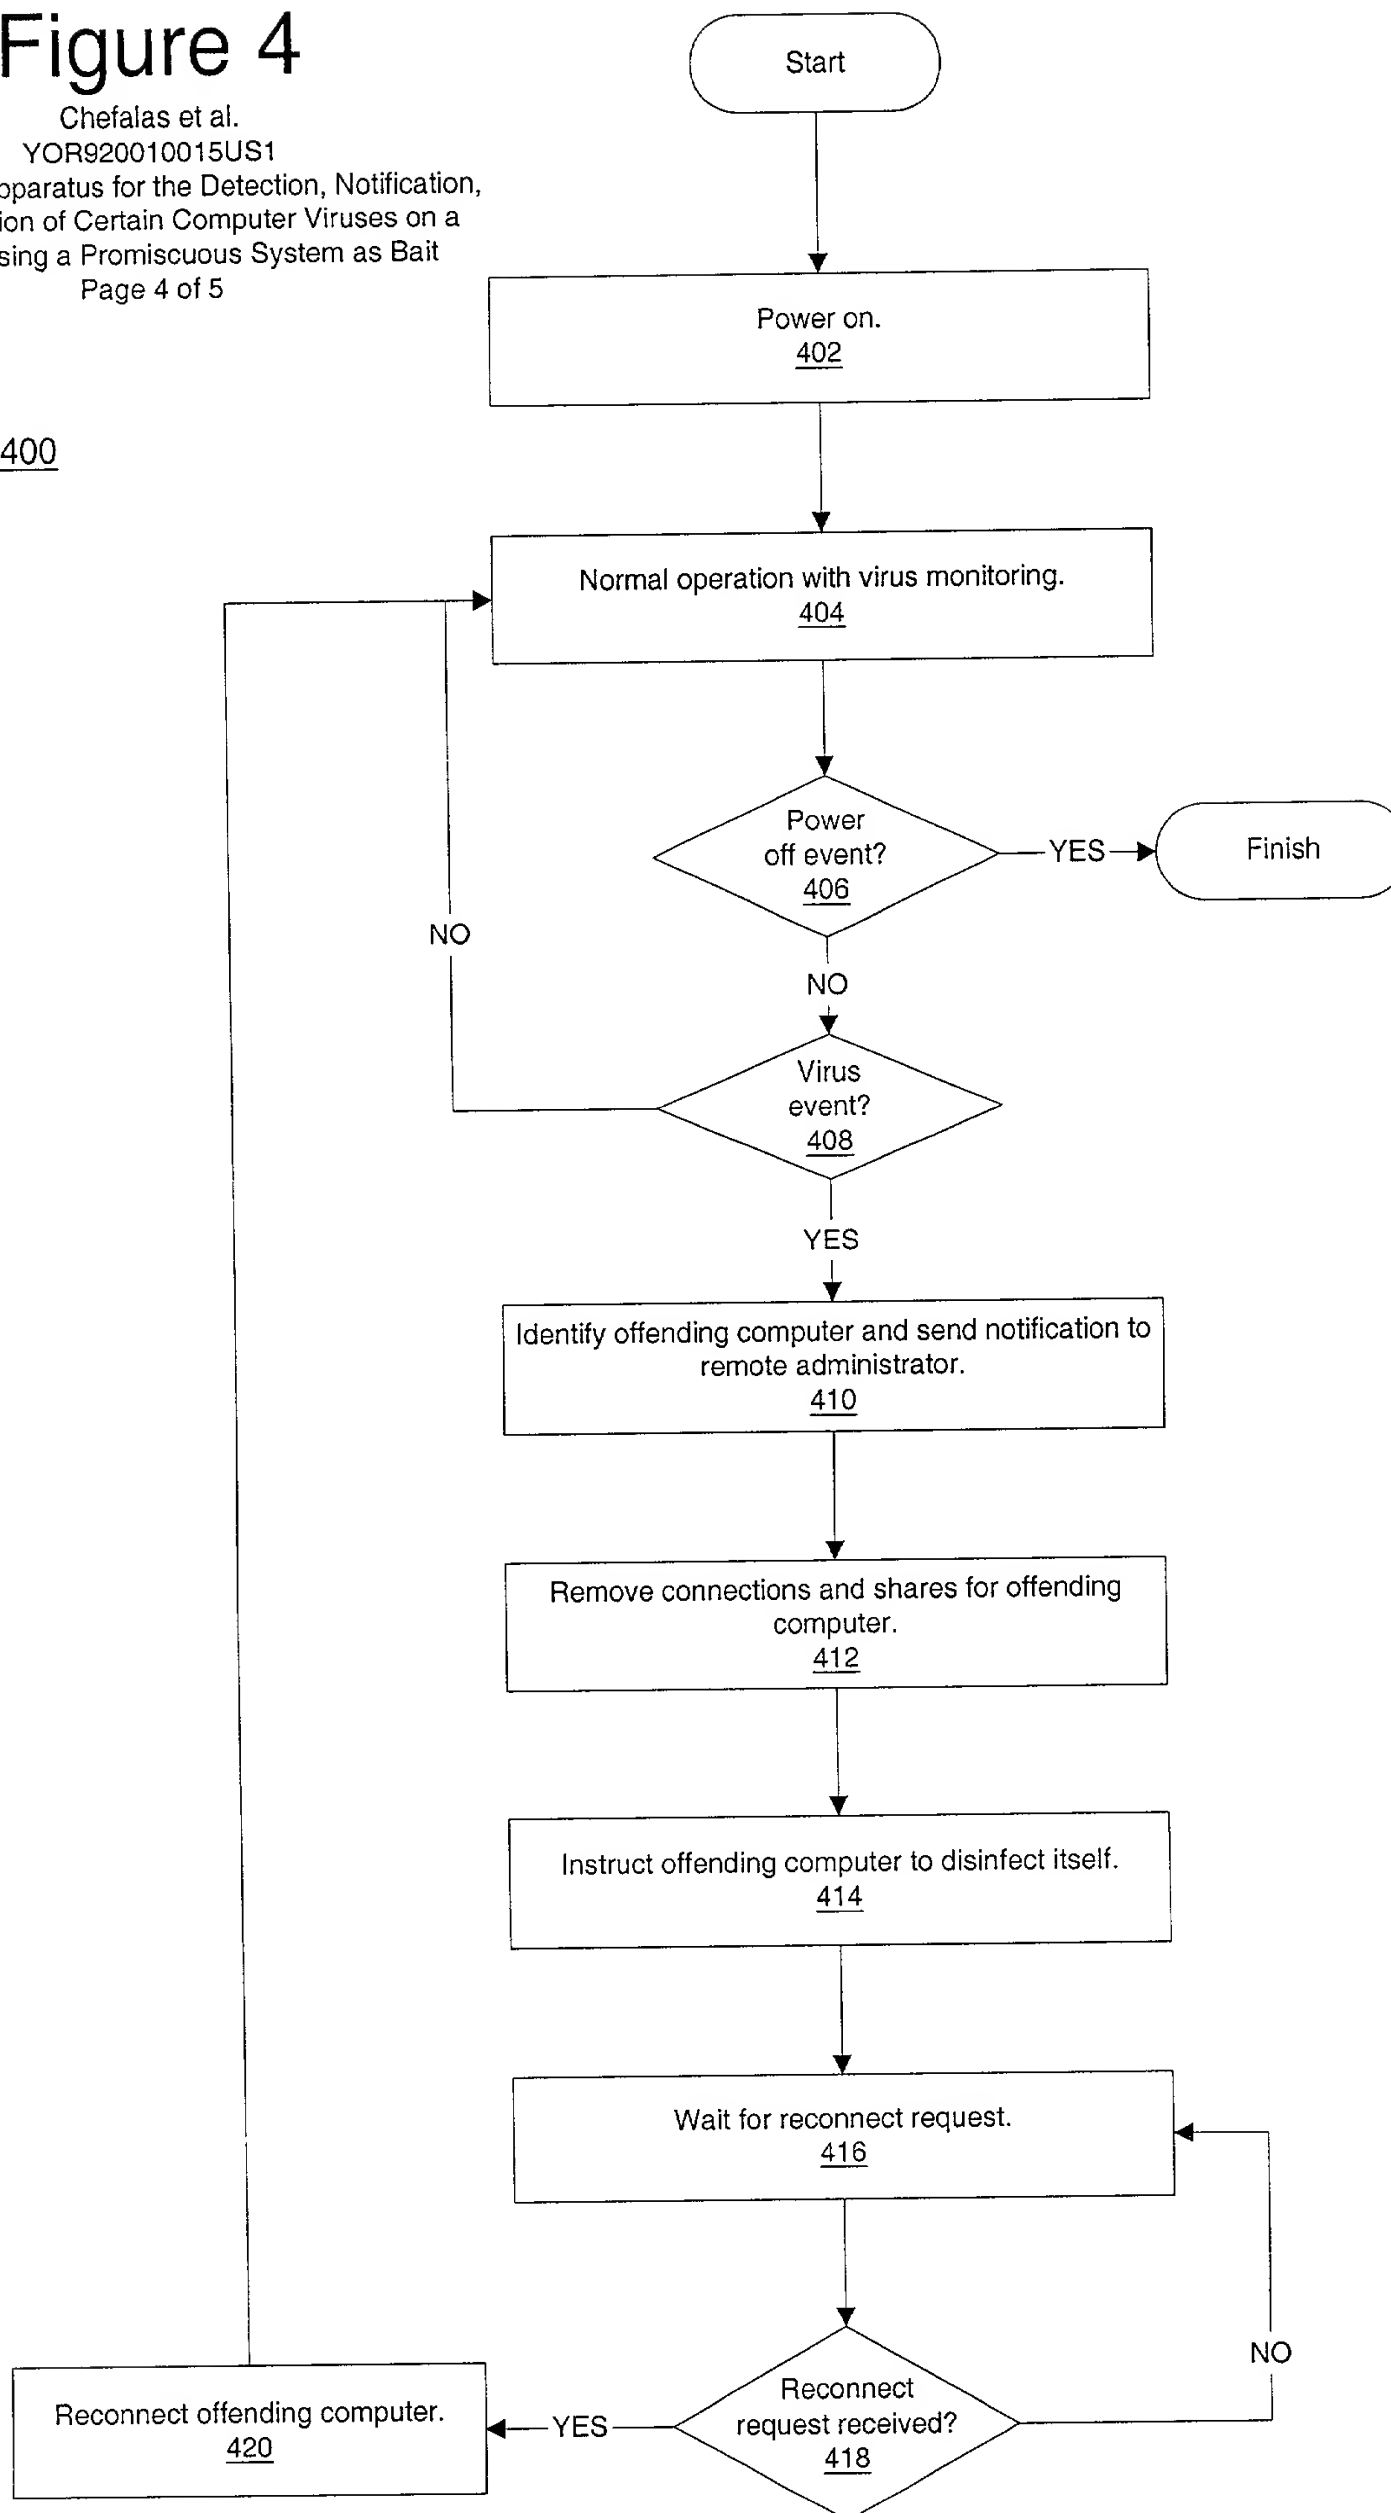 Figure 4
Chefalas et al.
YOR920010015US1
pparatus for the Detection, Notification,
ion of Certain Computer Viruses on a
sing a Promiscuous System as Bait
Page 4 of 5
400
Start
Power on.
402
Normal operation with virus monitoring.
404
Power
off event?
406
YES
Finish
NO
NO
Virus
event?
408
YES
Identify offending computer and send notification to
remote administrator.
410
Remove connections and shares for offending
computer.
412
Instruct offending computer to disinfect itself.
414
Wait for reconnect request.
416
NO
Reconnect
request received?
418
YES
Reconnect offending computer.
420